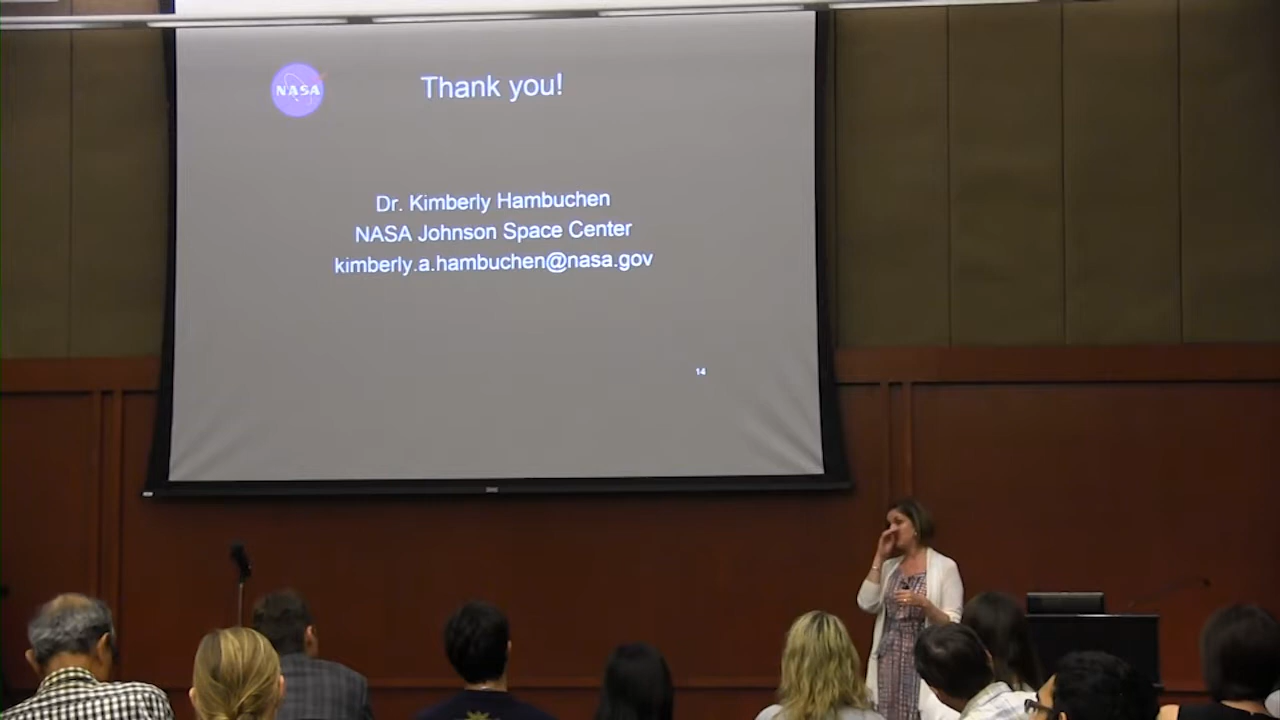 NASA
Thank you!
Dr. Kimberly Hambuchen
NASA Johnson Space Center
kimberly.a.hambuchen@nasa.gov
14